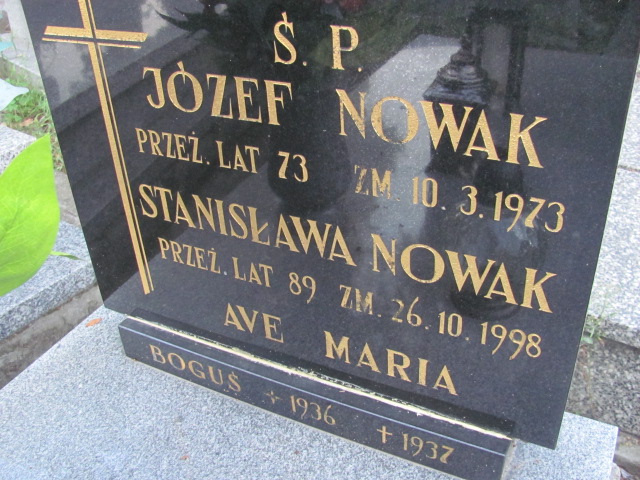 Ś. P.
JÓZEF NOWAK
PRZEŻ. LAT 73 ZM. 10. 3. 1973
STANISŁAWA NOWAK
PRZEŻ. LAT 89 ZM. 26. 10. 1998
AVE MARIA
BOGUŚ + 1936 + 1937